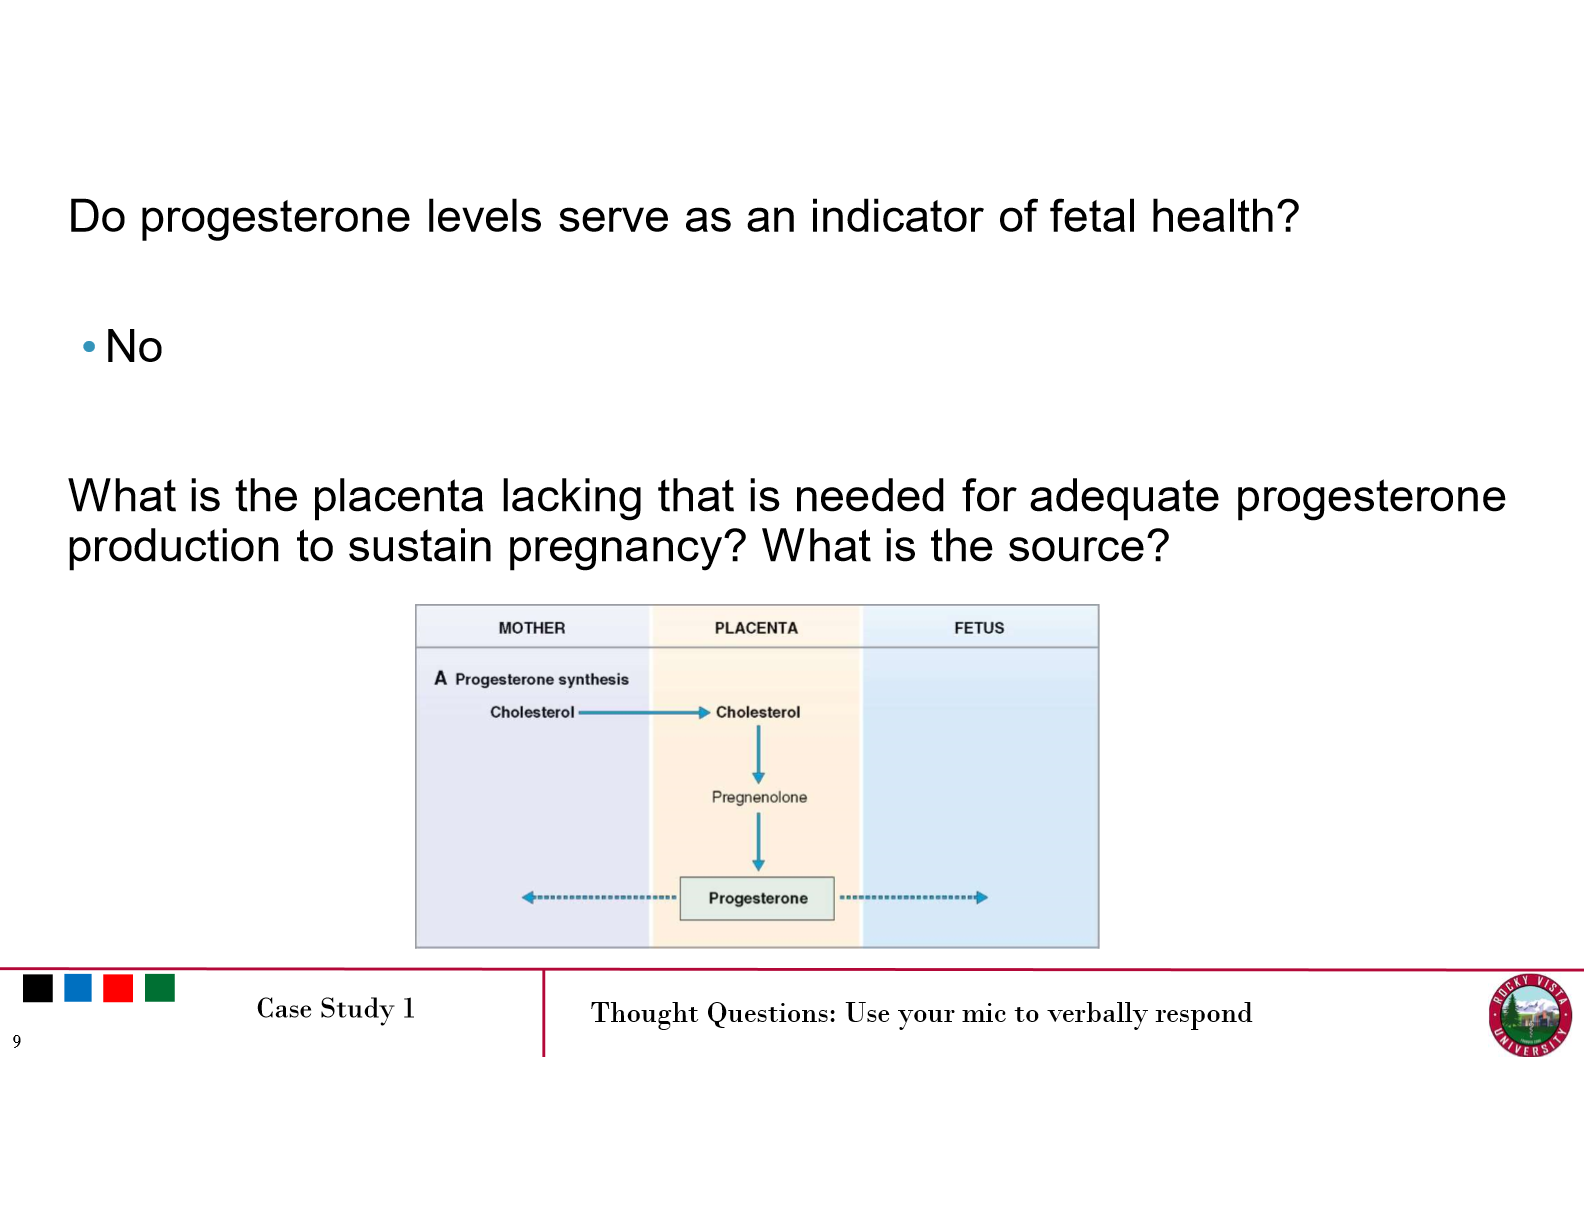 Do progesterone levels serve as an indicator of fetal health?
• No
What is the placenta lacking that is needed for adequate progesterone
production to sustain pregnancy? What is the source?
MOTHER PLACENTA FETUS
A Progesterone synthesis
Cholesterol Cholesterol
Pregnenolone
Progesterone
Case Study 1
Thought Questions: Use your mic to verbally respond
9
ROCKY VISTA
UNIVERSITY